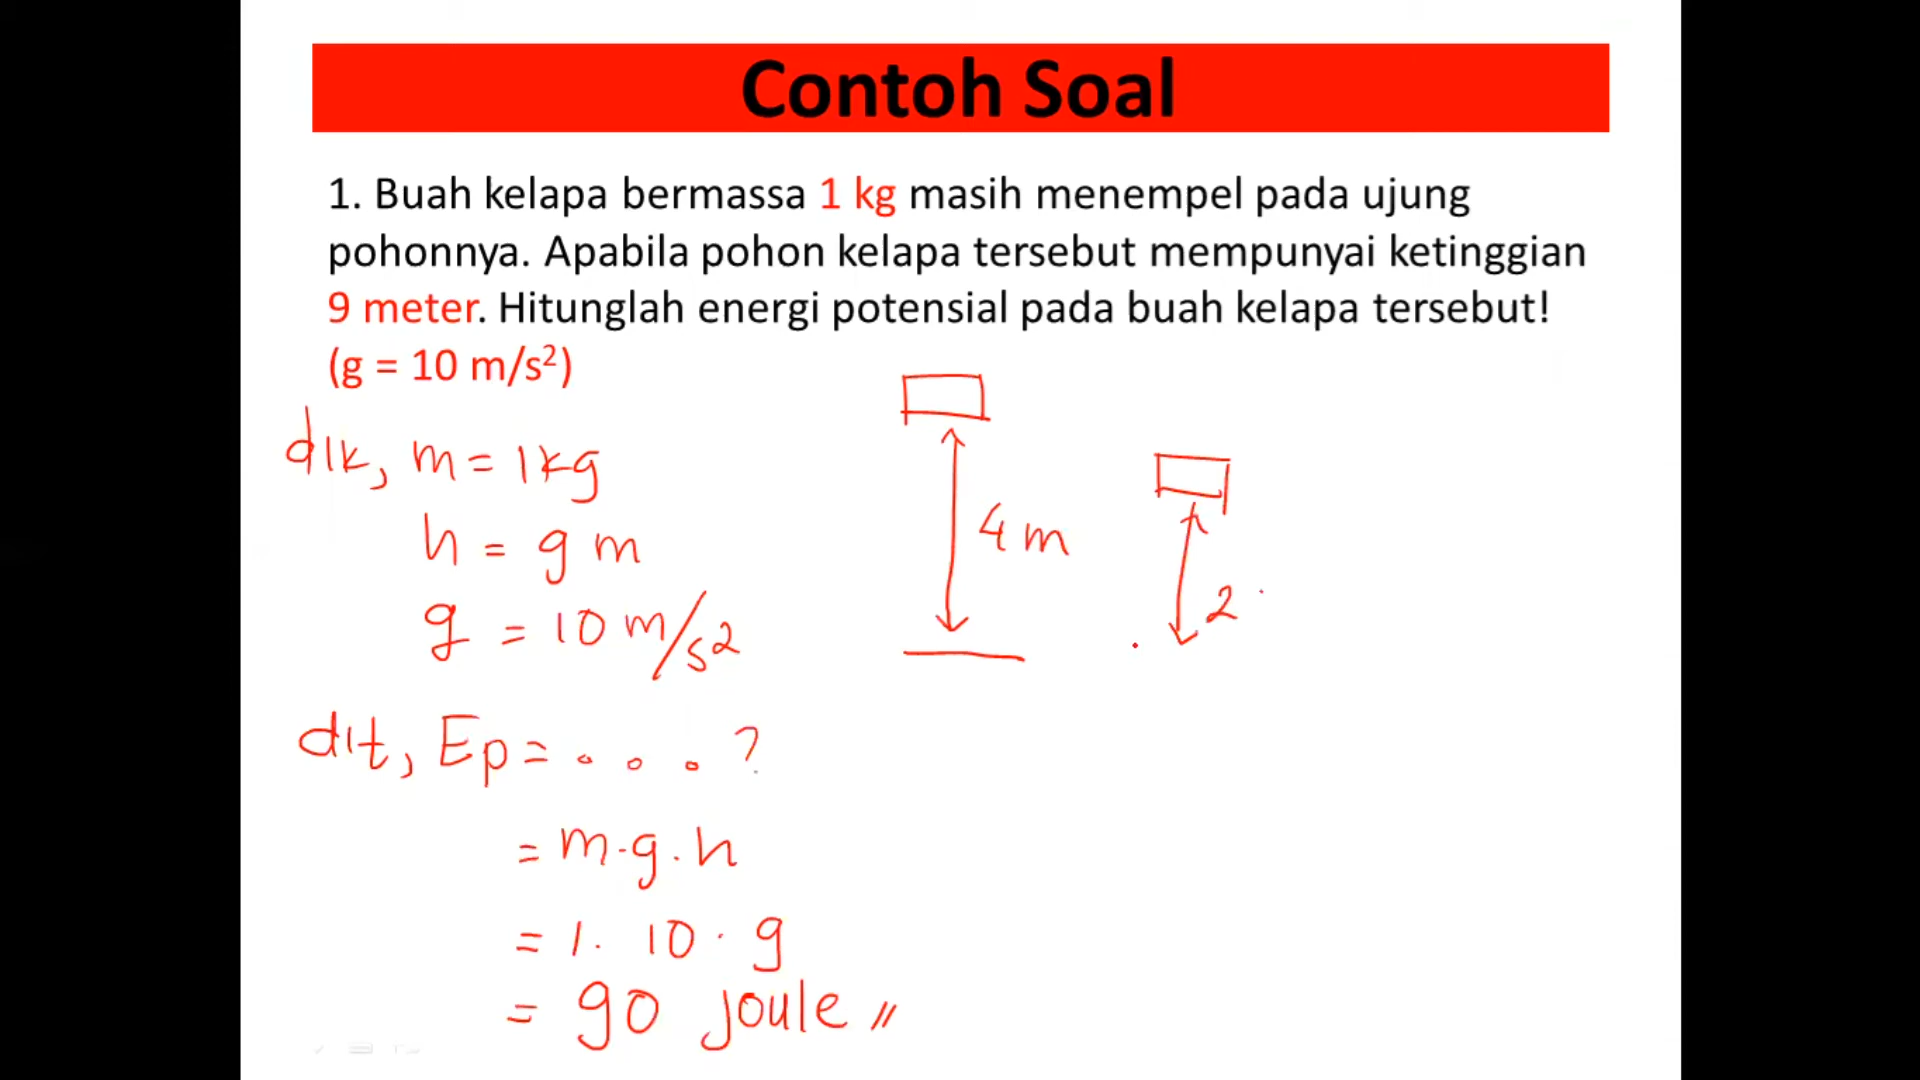 Contoh Soal
1. Buah kelapa bermassa 1 kg masih menempel pada ujung
pohonnya. Apabila pohon kelapa tersebut mempunyai ketinggian
9 meter. Hitunglah energi potensial pada buah kelapa tersebut!
(g = 10 m/s²)
dik, m = 1 kg
h = 9 m
g = 10 m/s2
4 m
2
dit, Ep = . . . ?
= m.g.h
= 1. 10 . 9
= 90 joule //